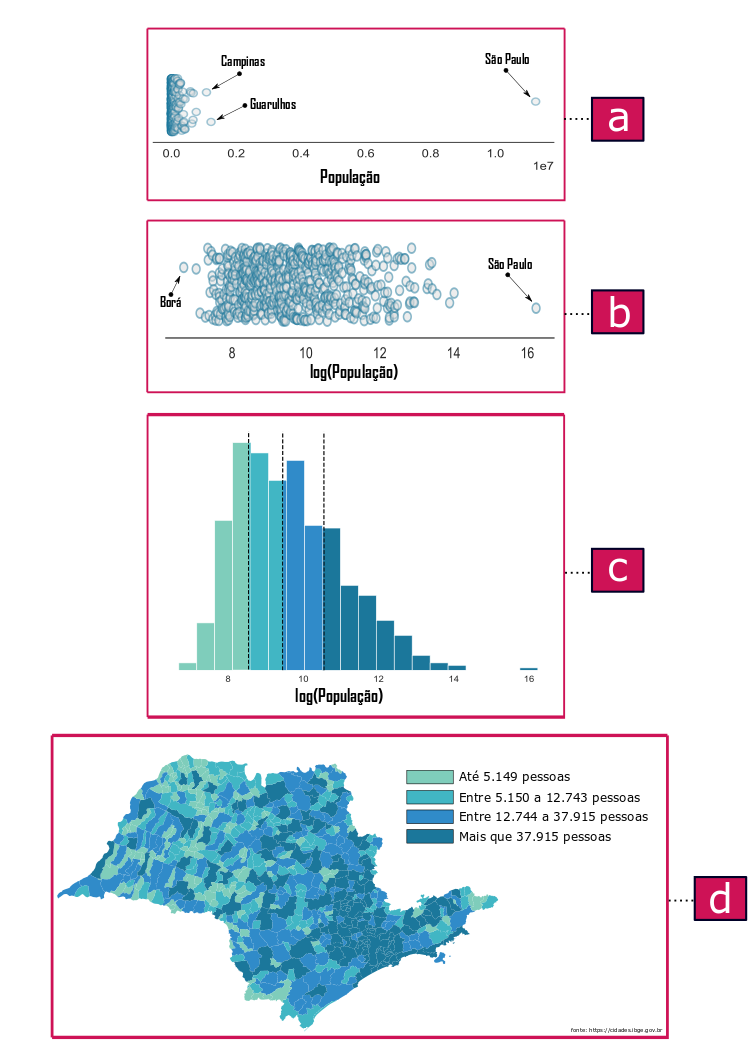 Campinas
São Paulo
Guarulhos
0.0 0.2 0.4 0.6 0.8 1.0
1e7
População
a
São Paulo
Borá
8 10 12 14 16
log(População)
b
8 10 12 14 16
log(População)
c
Até 5.149 pessoas
Entre 5.150 a 12.743 pessoas
Entre 12.744 a 37.915 pessoas
Mais que 37.915 pessoas
d
fonte: https://cidades.ibge.gov.br